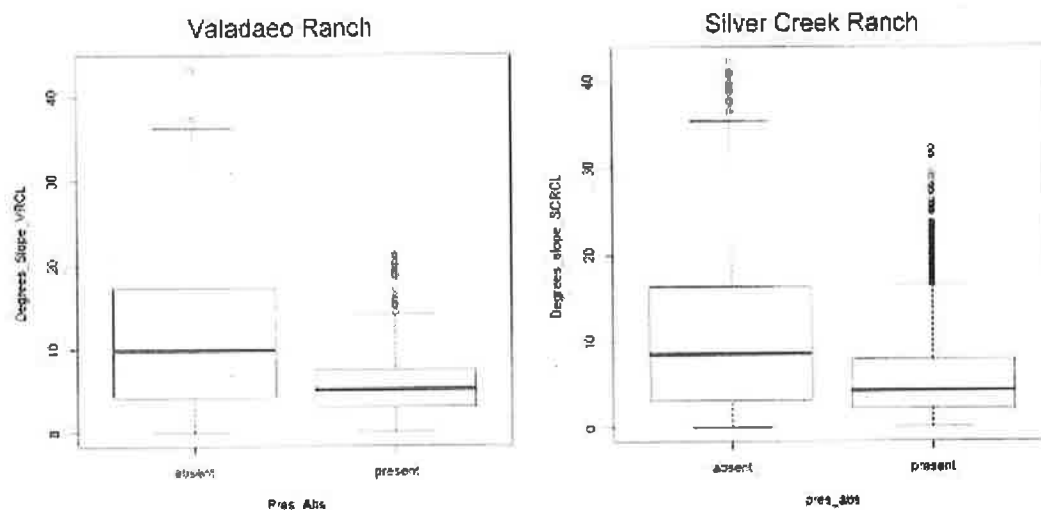 Valadaeo Ranch
Degrees_Slope_VRCL
40
30
20
10
0
absent
present
Pres_Abs
Silver Creek Ranch
Degrees_slope_SCRCL
40
30
20
10
0
absent
present
pres_abs